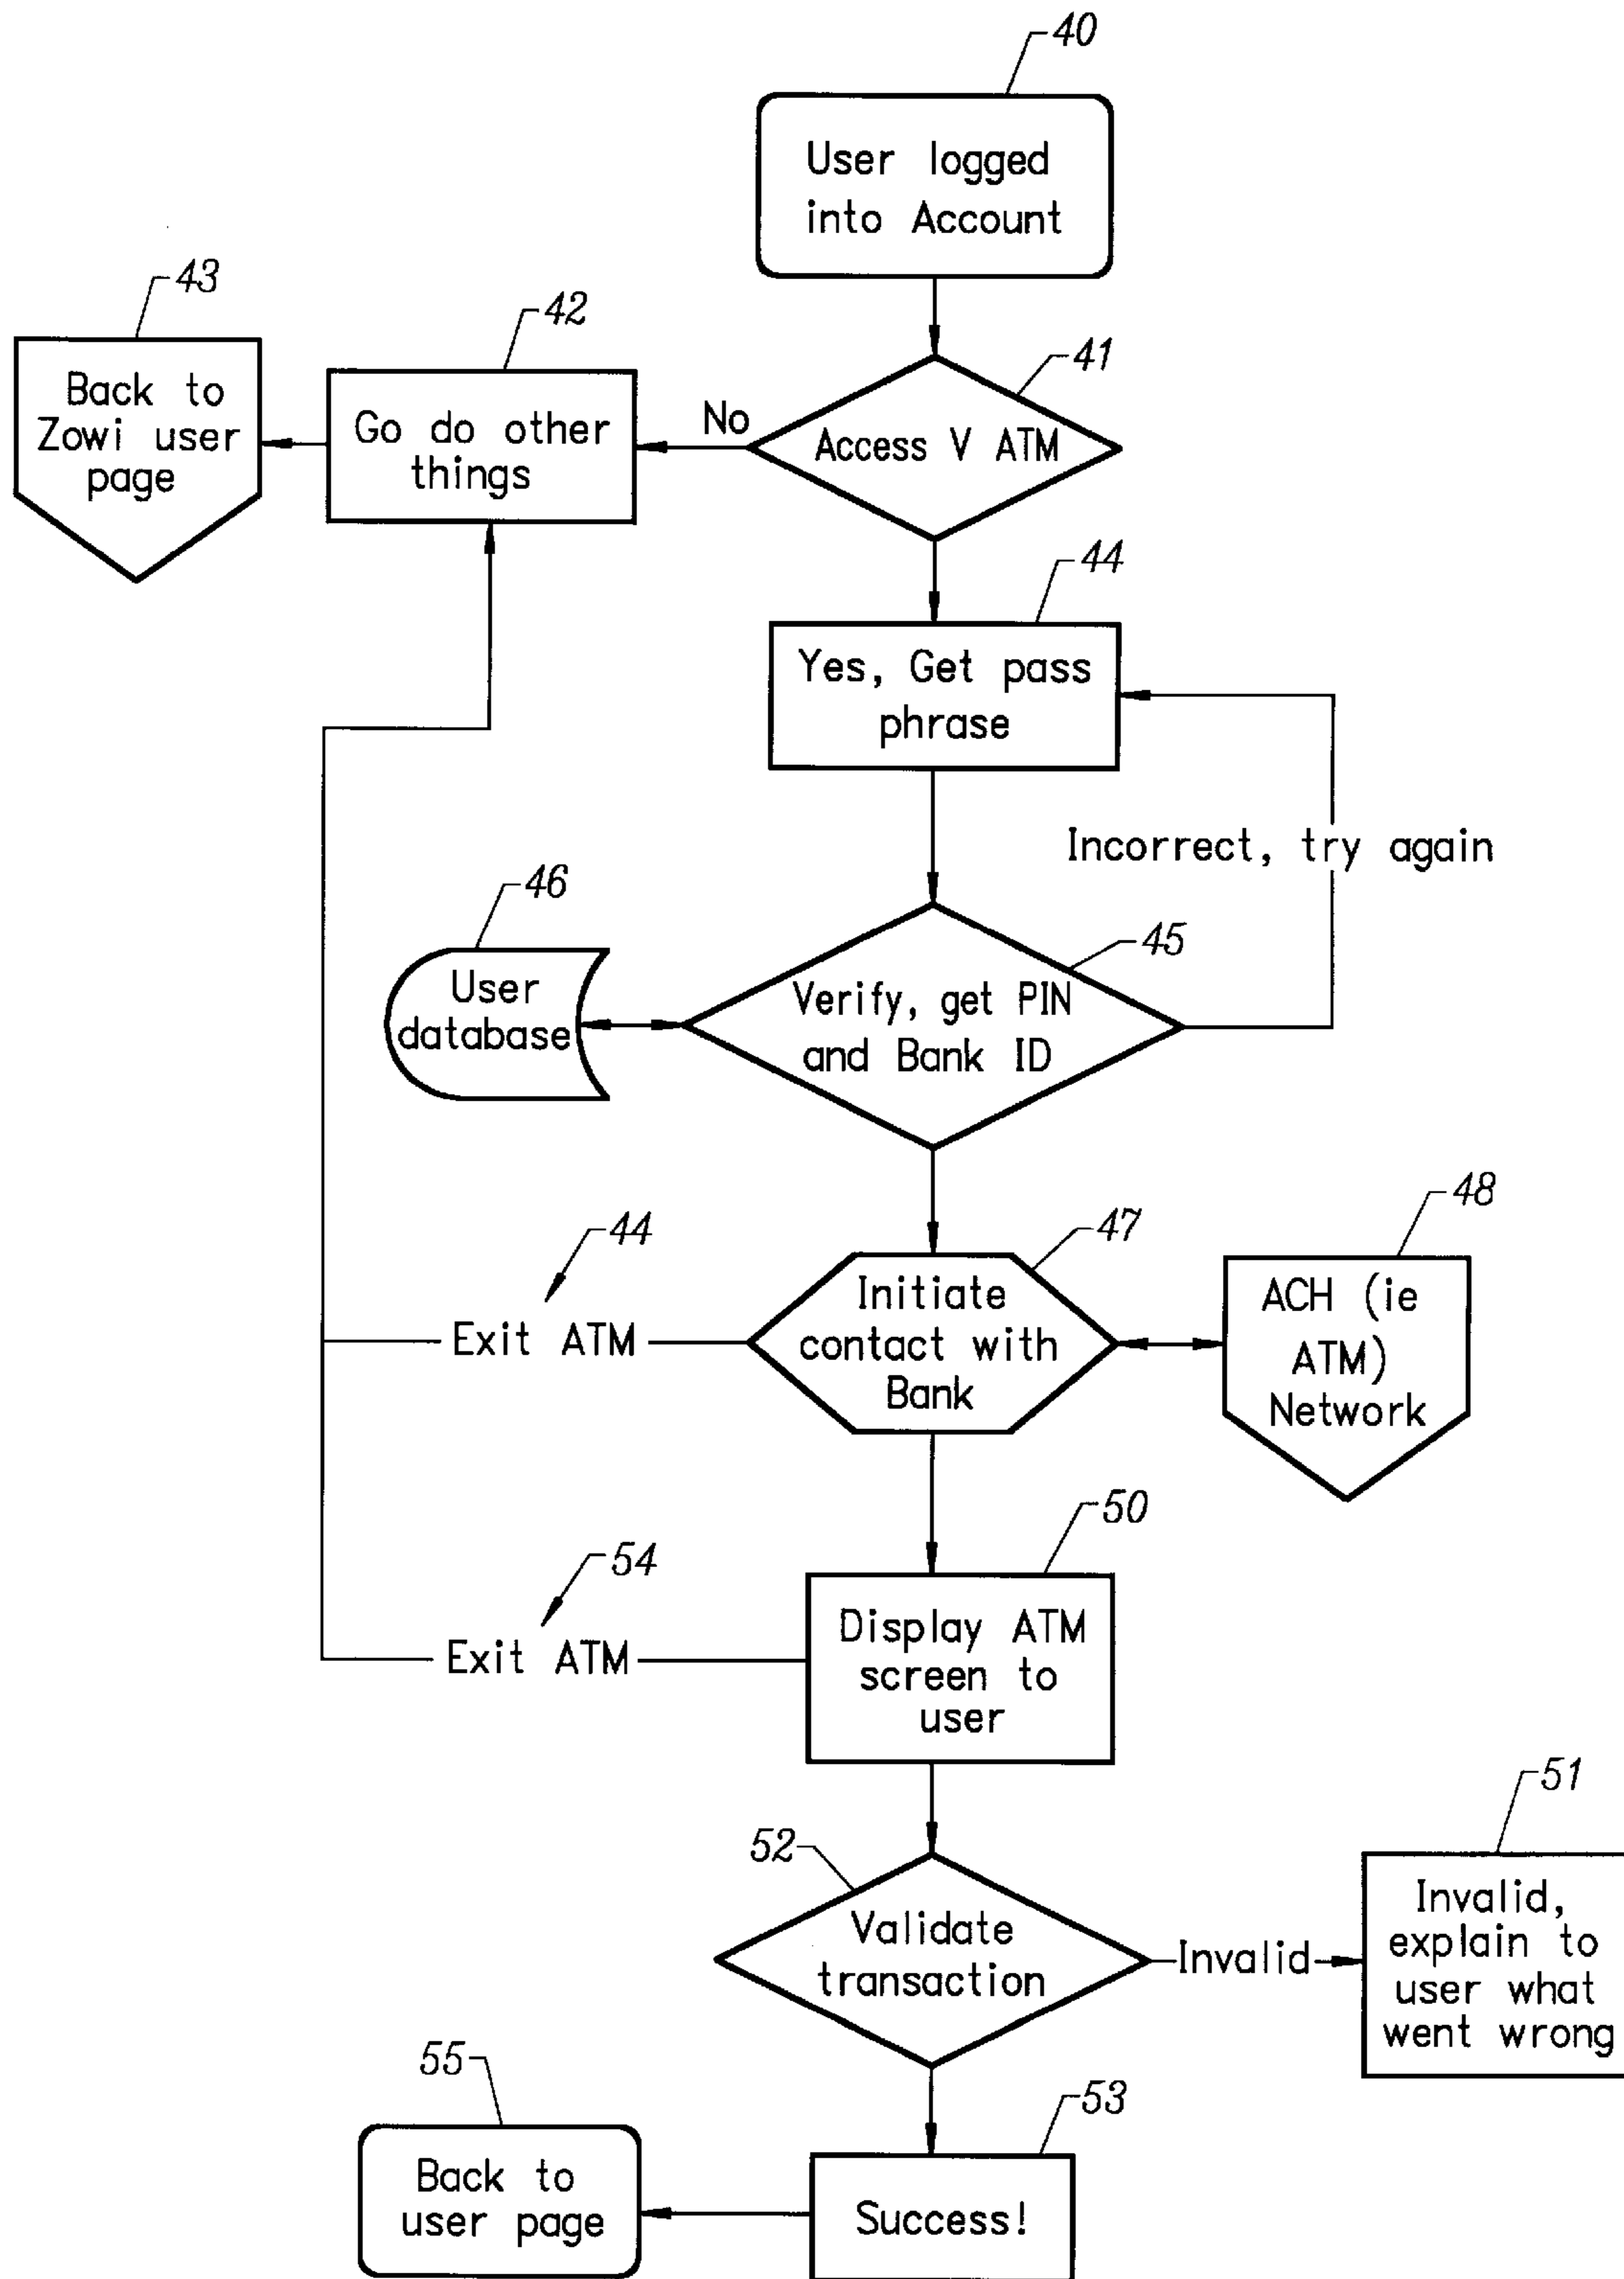 40
User logged
into Account
43
42
41
Back to
Zowi user
page
Go do other
things
No
Access V ATM
44
Yes, Get pass
phrase
Incorrect, try again
46
45
User
database
Verify, get PIN
and Bank ID
44
47
48
Exit ATM
Initiate
contact with
Bank
ACH (ie
ATM)
Network
50
54
Exit ATM
Display ATM
screen to
user
51
52
Validate
transaction
Invalid
Invalid,
explain to
user what
went wrong
55
53
Back to
user page
Success!